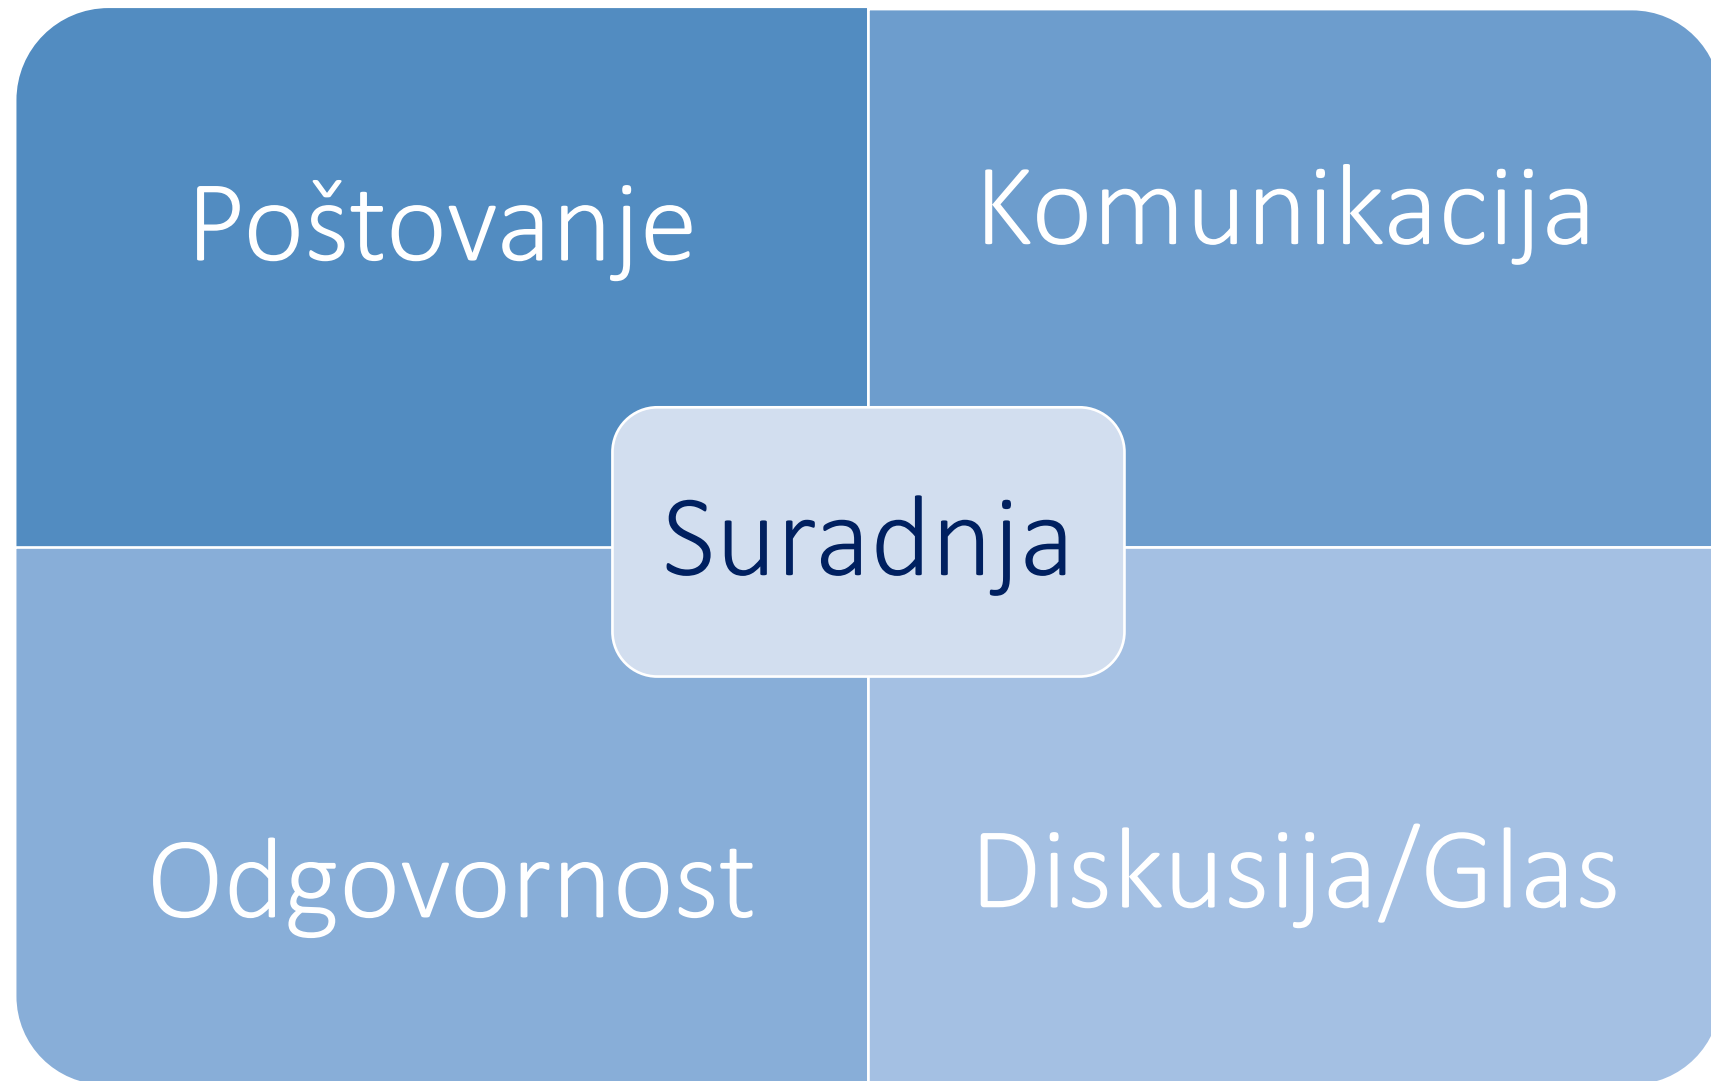 Poštovanje
Komunikacija
Suradnja
Odgovornost
Diskusija/Glas